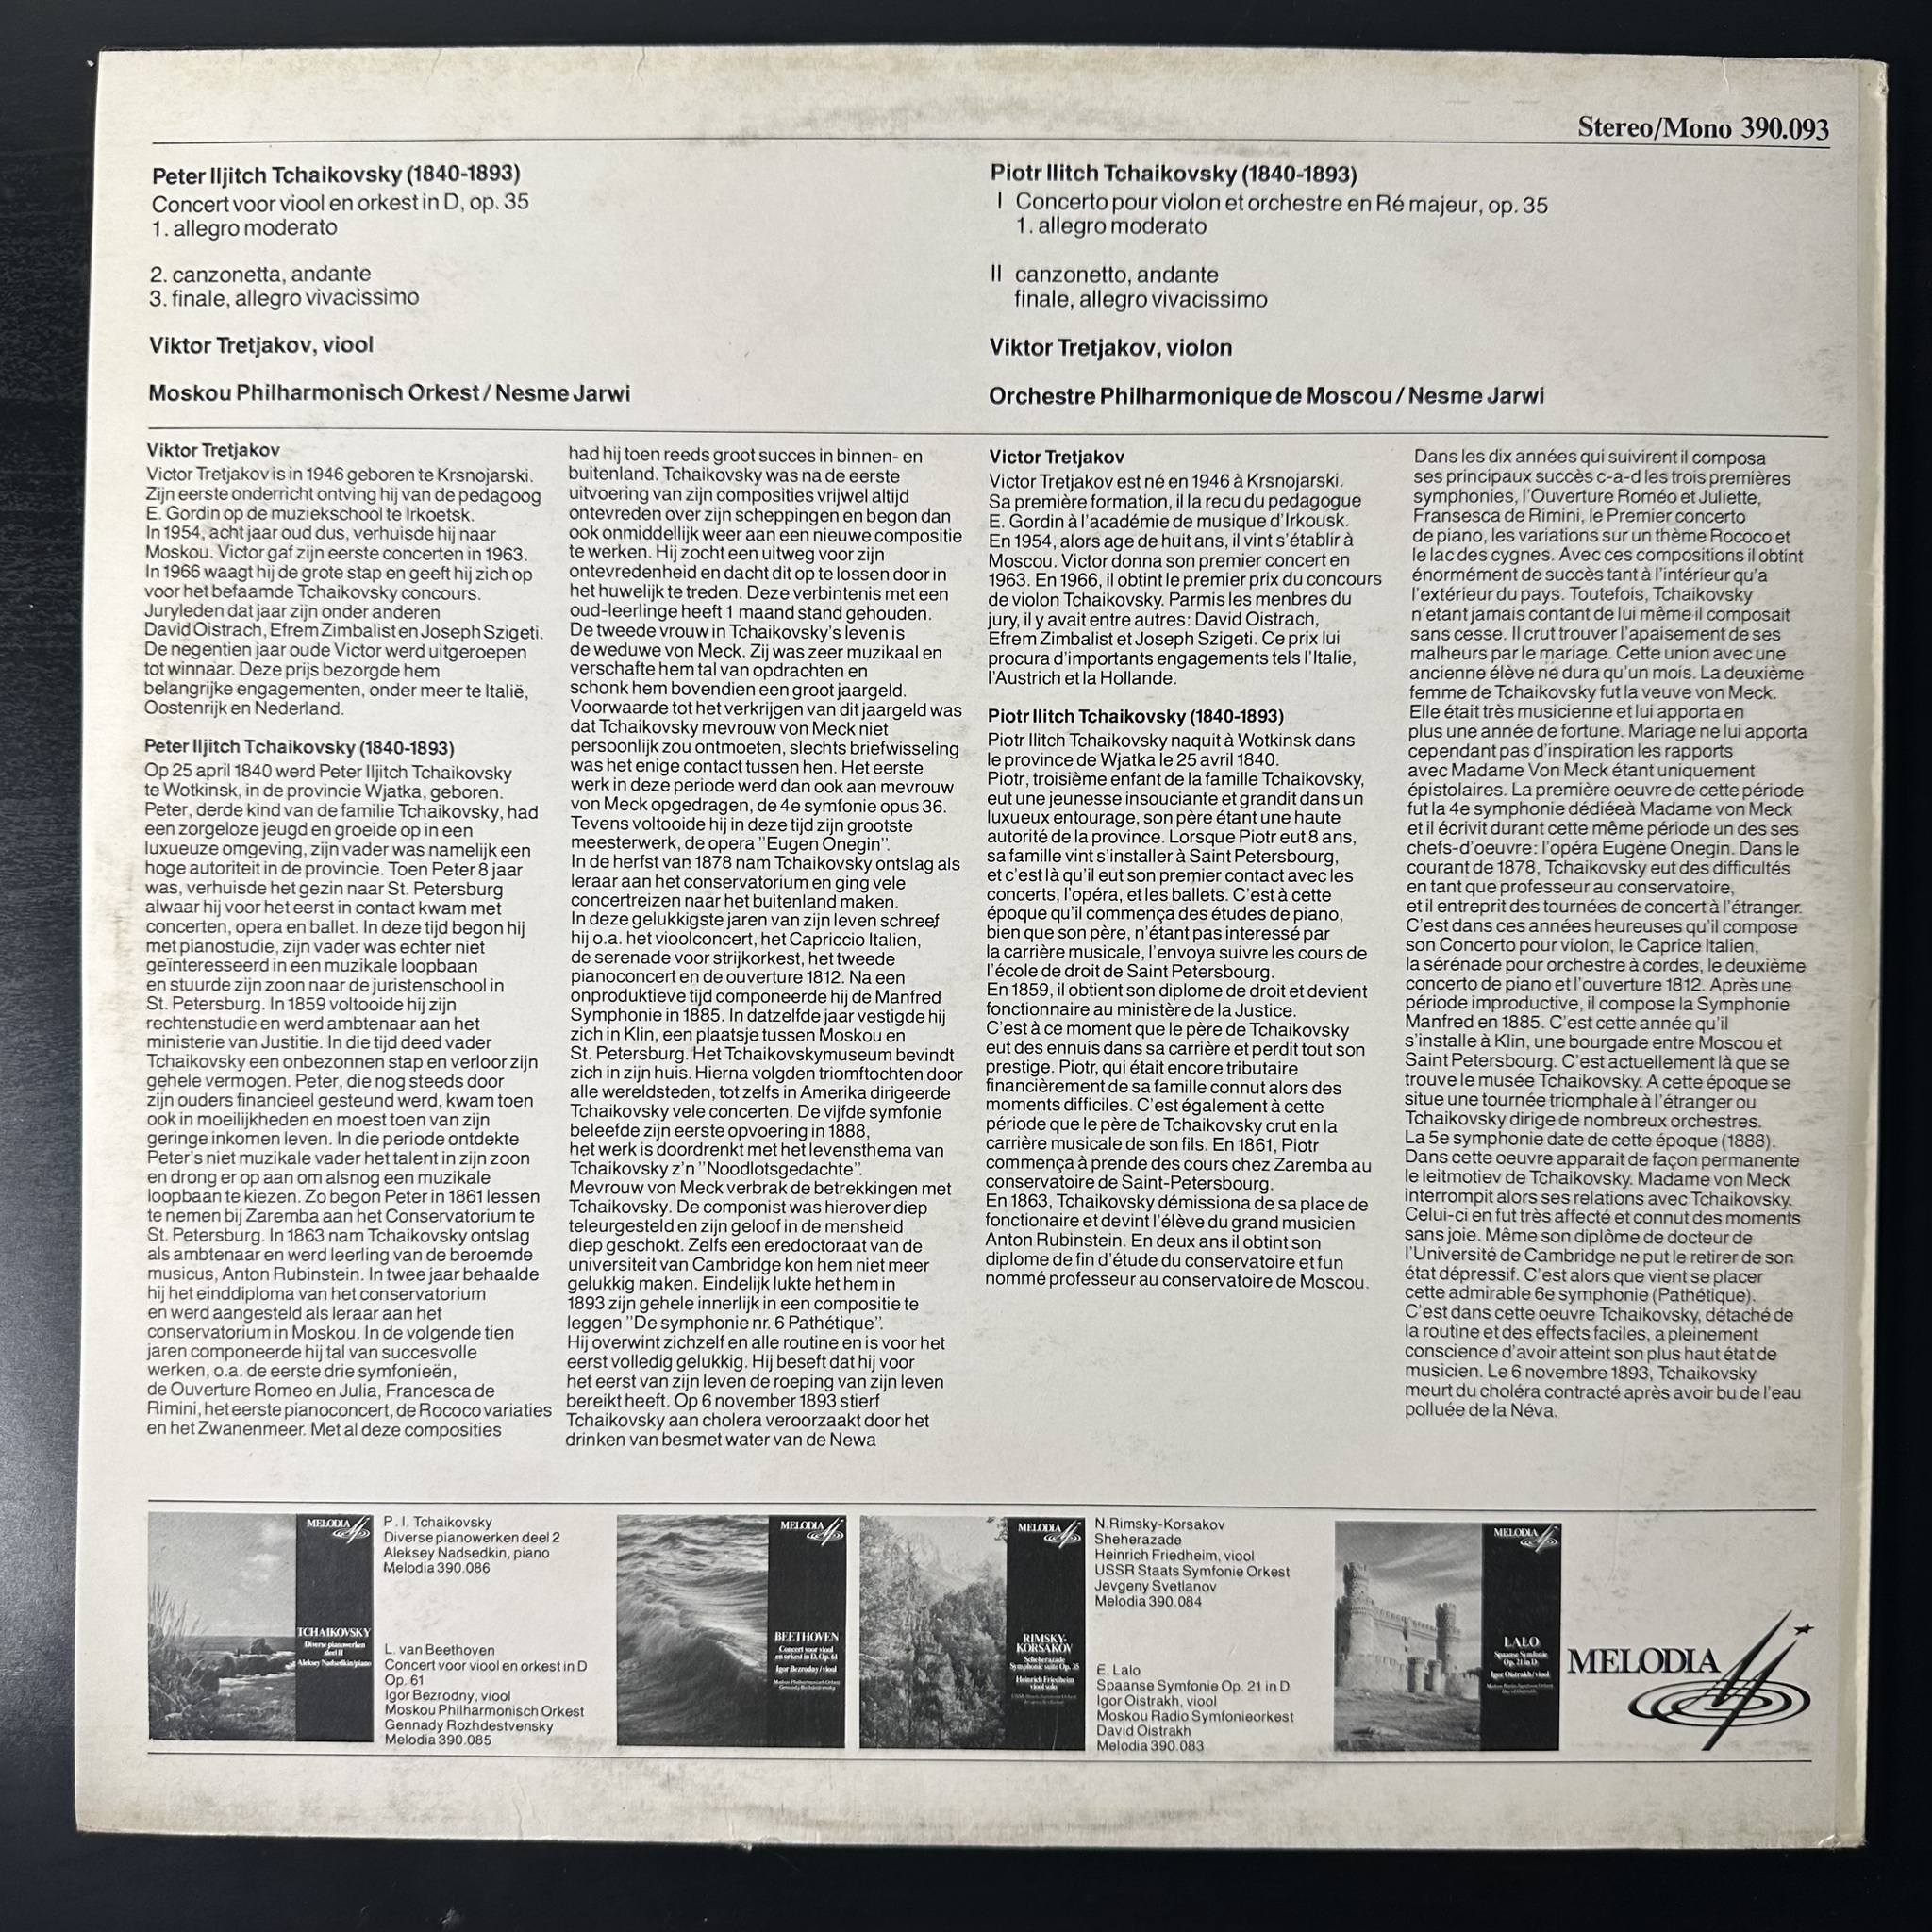 Stereo/Mono 390.093
Peter Iljitch Tchaikovsky (1840-1893)
Concert voor viool en orkest in D, op. 35
1. allegro moderato
2. canzonetta, andante
3. finale, allegro vivacissimo
Viktor Tretjakov, viool
Moskou Philharmonisch Orkest / Nesme Jarwi
Piotr Ilitch Tchaikovsky (1840-1893)
I Concerto pour violon et orchestre en Ré majeur, op. 35
1. allegro moderato
II canzonetto, andante
finale, allegro vivacissimo
Viktor Tretjakov, violon
Orchestre Philharmonique de Moscou / Nesme Jarwi
Viktor Tretjakov
Victor Tretjakov is in 1946 geboren te Krsnojarski.
Zijn eerste onderricht ontving hij van de pedagoog
E. Gordin op de muziekschool te Irkoetsk.
In 1954, acht jaar oud dus, verhuisde hij naar
Moskou. Victor gaf zijn eerste concerten in 1963.
In 1966 waagt hij de grote stap en geeft hij zich op
voor het befaamde Tchaikovsky concours.
Juryleden dat jaar zijn onder anderen
David Oistrach, Efrem Zimbalist en Joseph Szigeti.
De negentien jaar oude Victor werd uitgeroepen
tot winnaar. Deze prijs bezorgde hem
belangrijke engagementen, onder meer te Italië,
Oostenrijk en Nederland.
Peter Iljitch Tchaikovsky (1840-1893)
Op 25 april 1840 werd Peter Iljitch Tchaikovsky
te Wotkinsk, in de provincie Wjatka, geboren.
Peter, derde kind van de familie Tchaikovsky, had
een zorgeloze jeugd en groeide op in een
luxueuze omgeving, zijn vader was namelijk een
hoge autoriteit in de provincie. Toen Peter 8 jaar
was, verhuisde het gezin naar St. Petersburg
alwaar hij voor het eerst in contact kwam met
concerten, opera en ballet. In deze tijd begon hij
met pianostudie, zijn vader was echter niet
geïnteresseerd in een muzikale loopbaan
en stuurde zijn zoon naar de juristenschool in
St. Petersburg. In 1859 voltooide hij zijn
rechtenstudie en werd ambtenaar aan het
ministerie van Justitie. In die tijd deed vader
Tchaikovsky een onbezonnen stap en verloor zijn
gehele vermogen. Peter, die nog steeds door
zijn ouders financieel gesteund werd, kwam toen
ook in moeilijkheden en moest toen van zijn
geringe inkomen leven. In die periode ontdekte
Peter's niet muzikale vader het talent in zijn zoon
en drong er op aan om alsnog een muzikale
loopbaan te kiezen. Zo begon Peter in 1861 lessen
te nemen bij Zaremba aan het Conservatorium te
St. Petersburg. In 1863 nam Tchaikovsky ontslag
als ambtenaar en werd leerling van de beroemde
musicus, Anton Rubinstein. In twee jaar behaalde
hij het einddiploma van het conservatorium
en werd aangesteld als leraar aan het
conservatorium in Moskou. In de volgende tien
jaren componeerde hij tal van succesvolle
werken, o.a. de eerste drie symfonieën,
de Ouverture Romeo en Julia, Francesca de
Rimini, het eerste pianoconcert, de Rococo variaties
en het Zwanenmeer. Met al deze composities
had hij toen reeds groot succes in binnen- en
buitenland. Tchaikovsky was na de eerste
uitvoering van zijn composities vrijwel altijd
ontevreden over zijn scheppingen en begon dan
ook onmiddellijk weer aan een nieuwe compositie
te werken. Hij zocht een uitweg voor zijn
ontevredenheid en dacht dit op te lossen door in
het huwelijk te treden. Deze verbintenis met een
oud-leerlinge heeft 1 maand stand gehouden.
De tweede vrouw in Tchaikovsky's leven is
de weduwe von Meck. Zij was zeer muzikaal en
verschafte hem tal van opdrachten en
schonk hem bovendien een groot jaargeld.
Voorwaarde tot het verkrijgen van dit jaargeld was
dat Tchaikovsky mevrouw von Meck niet
persoonlijk zou ontmoeten, slechts briefwisseling
was het enige contact tussen hen. Het eerste
werk in deze periode werd dan ook aan mevrouw
von Meck opgedragen, de 4e symfonie opus 36.
Tevens voltooide hij in deze tijd zijn grootste
meesterwerk, de opera "Eugen Onegin".
In de herfst van 1878 nam Tchaikovsky ontslag als
leraar aan het conservatorium en ging vele
concertreizen naar het buitenland maken.
In deze gelukkigste jaren van zijn leven schreef
hij o.a. het vioolconcert, het Capriccio Italien,
de serenade voor strijkorkest, het tweede
pianoconcert en de ouverture 1812. Na een
onproduktieve tijd componeerde hij de Manfred
Symphonie in 1885. In datzelfde jaar vestigde hij
zich in Klin, een plaatsje tussen Moskou en
St. Petersburg. Het Tchaikovskymuseum bevindt
zich in zijn huis. Hierna volgden triomftochten door
alle werelddsteden, tot zelfs in Amerika dirigeerde
Tchaikovsky vele concerten. De vijfde symfonie
beleefde zijn eerste opvoering in 1888,
het werk is doordrenkt met het levensthema van
Tchaikovsky z'n "Noodlotsgedachte".
Mevrouw von Meck verbrak de betrekkingen met
Tchaikovsky. De componist was hierover diep
teleurgesteld en zijn geloof in de mensheid
diep geschokt. Zelfs een eredoctoraat van de
universiteit van Cambridge kon hem niet meer
gelukkig maken. Eindelijk lukte het hem in
1893 zijn gehele innerlijk in een compositie te
leggen "De symphonie nr. 6 Pathétique".
Hij overwint zichzelf en alle routine en is voor het
eerst volledig gelukkig. Hij beseft dat hij voor
het eerst van zijn leven de roeping van zijn leven
bereikt heeft. Op 6 november 1893 stierf
Tchaikovsky aan cholera veroorzaakt door het
drinken van besmet water van de Newa
Victor Tretjakov
Victor Tretjakov est né en 1946 à Krsnojarski.
Sa première formation, il la recu du pedagogue
E. Gordin à l'académie de musique d'Irkousk.
En 1954, alors age de huit ans, il vint s'établir à
Moscou. Victor donna son premier concert en
1963. En 1966, il obtint le premier prix du concours
de violon Tchaikovsky. Parmis les menbres du
jury, il y avait entre autres: David Oistrach,
Efrem Zimbalist et Joseph Szigeti. Ce prix lui
procura d'importants engagements tels l'Italie,
l'Austrich et la Hollande.
Piotr Ilitch Tchaikovsky (1840-1893)
Piotr Ilitch Tchaikovsky naquit à Wotkinsk dans
le province de Wjatka le 25 avril 1840.
Piotr, troisième enfant de la famille Tchaikovsky,
eut une jeunesse insouciante et grandit dans un
luxueux entourage, son père étant une haute
autorité de la province. Lorsque Piotr eut 8 ans,
sa famille vint s'installer à Saint Petersbourg,
et c'est là qu'il eut son premier contact avec les
concerts, l'opéra, et les ballets. C'est à cette
époque qu'il commença des études de piano,
bien que son père, n'étant pas interessé par
la carrière musicale, l'envoya suivre les cours de
l'école de droit de Saint Petersbourg.
En 1859, il obtient son diplome de droit et devient
fonctionnaire au ministère de la Justice.
C'est à ce moment que le père de Tchaikovsky
eut des ennuis dans sa carrière et perdit tout son
prestige. Piotr, qui était encore tributaire
financièrement de sa famille connut alors des
moments difficiles. C'est également à cette
période que le père de Tchaikovsky crut en la
carrière musicale de son fils. En 1861, Piotr
commença à prende des cours chez Zaremba au
conservatoire de Saint-Petersbourg.
En 1863, Tchaikovsky démissiona de sa place de
fonctionaire et devint l'élève du grand musicien
Anton Rubinstein. En deux ans il obtint son
diplome de fin d'étude du conservatoire et fun
nommé professeur au conservatoire de Moscou.
Dans les dix années qui suivirent il composa
ses principaux succès c-a-d les trois premières
symphonies, l'Ouverture Roméo et Juliette,
Fransesca de Rimini, le Premier concerto
de piano, les variations sur un thème Rococo et
le lac des cygnes. Avec ces compositions il obtint
énormément de succès tant à l'intérieur qu'a
l'extérieur du pays. Toutefois, Tchaikovsky
n'etant jamais contant de lui même il composait
sans cesse. Il crut trouver l'apaisement de ses
malheurs par le mariage. Cette union avec une
ancienne élève né dura qu'un mois. La deuxième
femme de Tchaikovsky fut la veuve von Meck.
Elle était très musicienne et lui apporta en
plus une année de fortune. Mariage ne lui apporta
cependant pas d'inspiration les rapports
avec Madame Von Meck étant uniquement
épistolaires. La première oeuvre de cette période
fut la 4e symphonie dédiéeà Madame von Meck
et il écrivit durant cette même période un des ses
chefs-d'oeuvre: l'opéra Eugène Onegin. Dans le
courant de 1878, Tchaikovsky eut des difficultés
en tant que professeur au conservatoire,
et il entreprit des tournées de concert à l'étranger.
C'est dans ces années heureuses qu'il compose
son Concerto pour violon, le Caprice Italien,
la sérénade pour orchestre à cordes, le deuxième
concerto de piano et l'ouverture 1812. Après une
période improductive, il compose la Symphonie
Manfred en 1885. C'est cette année qu'il
s'installe à Klin, une bourgade entre Moscou et
Saint Petersbourg. C'est actuellement là que se
trouve le musée Tchaikovsky. A cette époque se
situe une tournée triomphale à l'étranger ou
Tchaikovsky dirige de nombreux orchestres.
La 5e symphonie date de cette époque (1888).
Dans cette oeuvre apparait de façon permanente
le leitmotiev de Tchaikovsky. Madame von Meck
interrompit alors ses relations avec Tchaikovsky.
Celui-ci en fut très affecté et connut des moments
sans joie. Même son diplôme de docteur de
l'Université de Cambridge ne put le retirer de son
état dépressif. C'est alors que vient se placer
cette admirable 6e symphonie (Pathétique).
C'est dans cette oeuvre Tchaikovsky, détaché de
la routine et des effects faciles, a pleinement
conscience d'avoir atteint son plus haut état de
musicien. Le 6 novembre 1893, Tchaikovsky
meurt du choléra contracté après avoir bu de l'eau
polluée de la Néva.
MELODIA
TCHAIKOVSKY
Diverse pianowerken
deel II
Aleksey Nadsedkin/piano
P. I. Tchaikovsky
Diverse pianowerken deel 2
Aleksey Nadsedkin, piano
Melodia 390.086
L. van Beethoven
Concert voor viool en orkest in D
Op. 61
Igor Bezrodny, viool
Moskou Philharmonisch Orkest
Gennady Rozhdestvensky
Melodia 390.085
MELODIA
BEETHOVEN
Concert voor viool
en orkest in D, Op. 61
Igor Bezrodny/viool
MELODIA
RIMSKY-
KORSAKOV
Scheherazade
Symphonic suite Op. 35
Heinrich Friedheim
viool solo
N. Rimsky-Korsakov
Sheherazade
Heinrich Friedheim, viool
USSR Staats Symfonie Orkest
Jevgeny Svetlanov
Melodia 390.084
E. Lalo
Spaanse Symfonie Op. 21 in D
Igor Oistrakh, viool
Moskou Radio Symfonieorkest
David Oistrakh
Melodia 390.083
MELODIA
LALO
Spaanse Symfonie
Op. 21 in D
Igor Oistrakh/viool
MELODIA